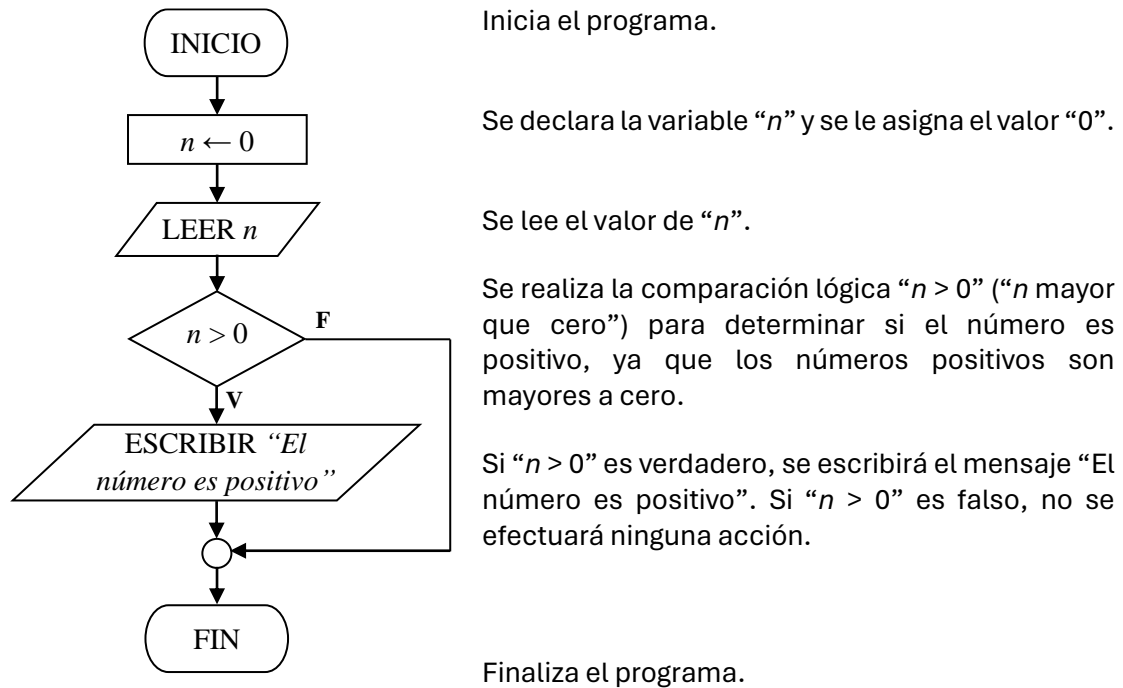 INICIO
Inicia el programa.
n ← 0
Se declara la variable “n” y se le asigna el valor “0”.
LEER n
Se lee el valor de “n”.
n > 0
F
V
Se realiza la comparación lógica “n > 0” (“n mayor
que cero”) para determinar si el número es
positivo, ya que los números positivos son
mayores a cero.
ESCRIBIR “El
número es positivo”
Si “n > 0” es verdadero, se escribirá el mensaje “El
número es positivo”. Si “n > 0” es falso, no se
efectuará ninguna acción.
FIN
Finaliza el programa.